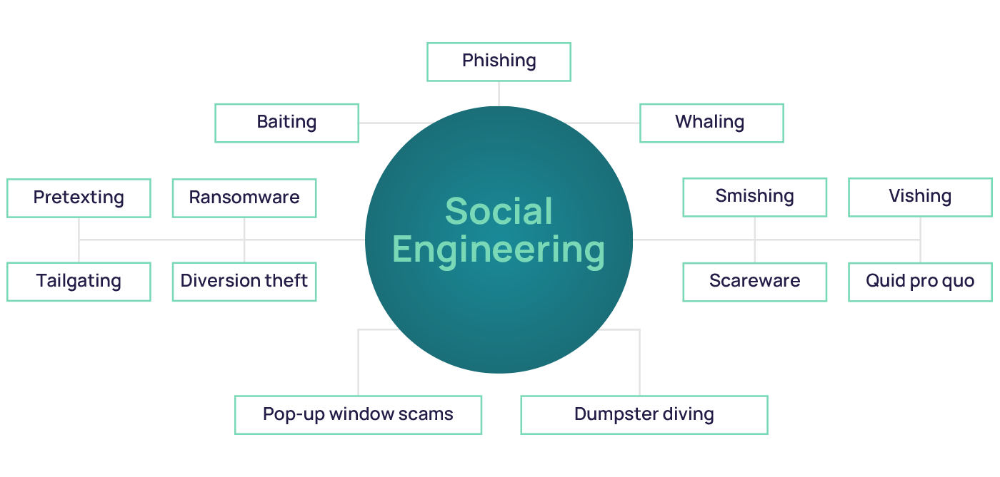 Phishing
Baiting
Whaling
Pretexting
Ransomware
Smishing
Vishing
Social
Engineering
Tailgating
Diversion theft
Scareware
Quid pro quo
Pop-up window scams
Dumpster diving